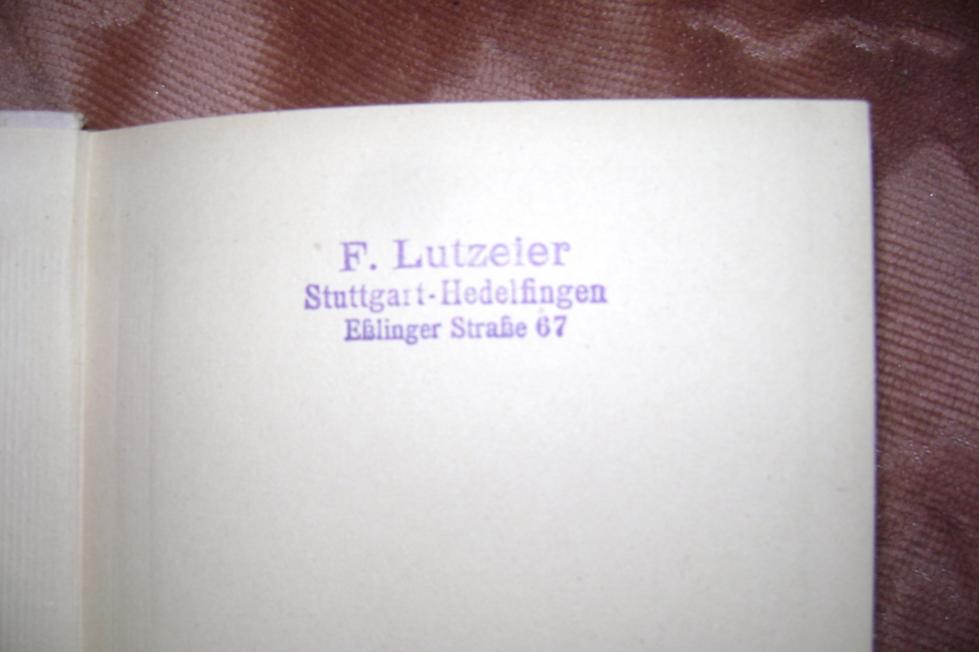 F. Lutzeier
Stuttgart-Hedelfingen
Eßlinger Straße 67